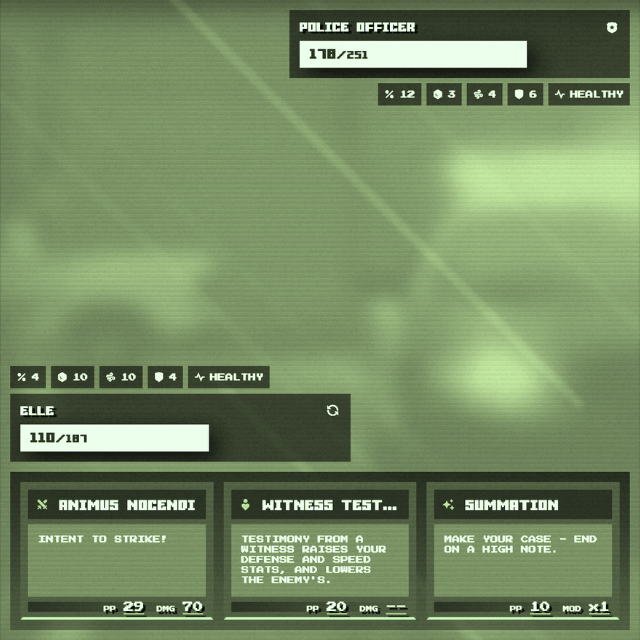 POLICE OFFICER
178/251
12 3 4 6 HEALTHY
4 10 10 4 HEALTHY
ELLE
110/187
ANIMUS NOCENDI
INTENT TO STRIKE!
PP 29 DMG 70
WITNESS TEST...
TESTIMONY FROM A
WITNESS RAISES YOUR
DEFENSE AND SPEED
STATS, AND LOWERS
THE ENEMY'S.
PP 20 DMG --
SUMMATION
MAKE YOUR CASE - END
ON A HIGH NOTE.
PP 10 MOD X1